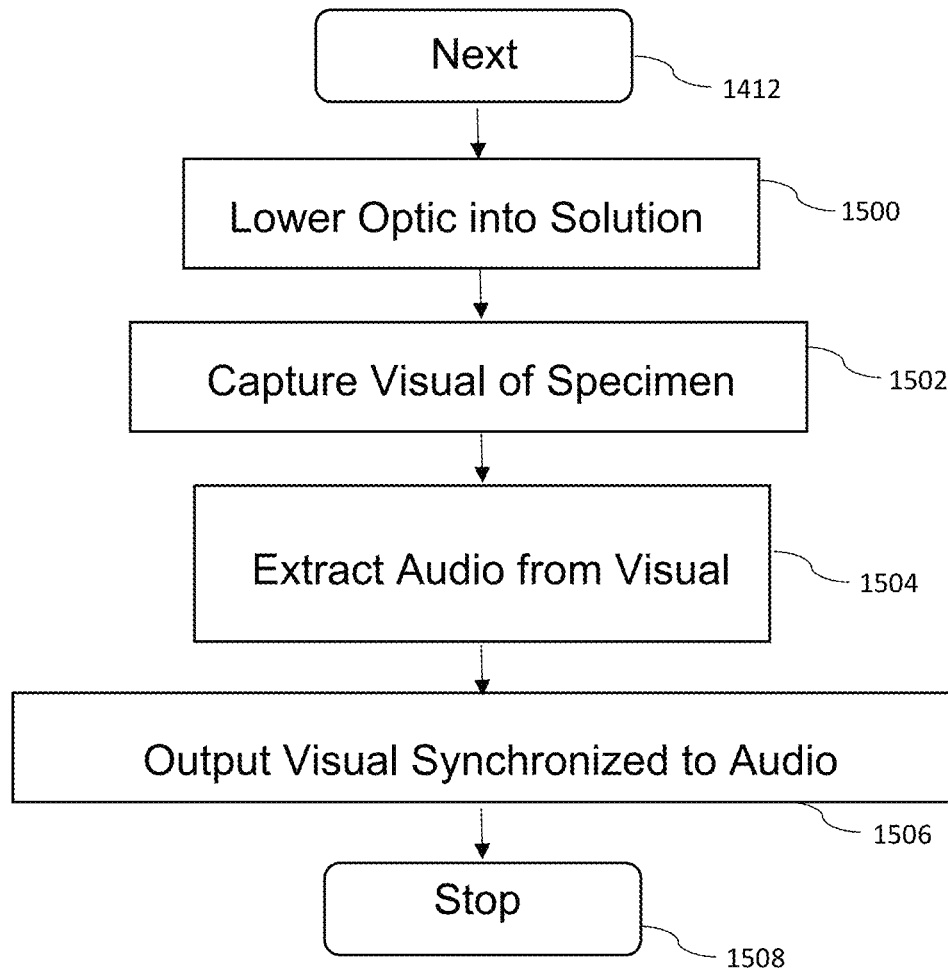 Next
1412
Lower Optic into Solution
1500
Capture Visual of Specimen
1502
Extract Audio from Visual
1504
Output Visual Synchronized to Audio
1506
Stop
1508